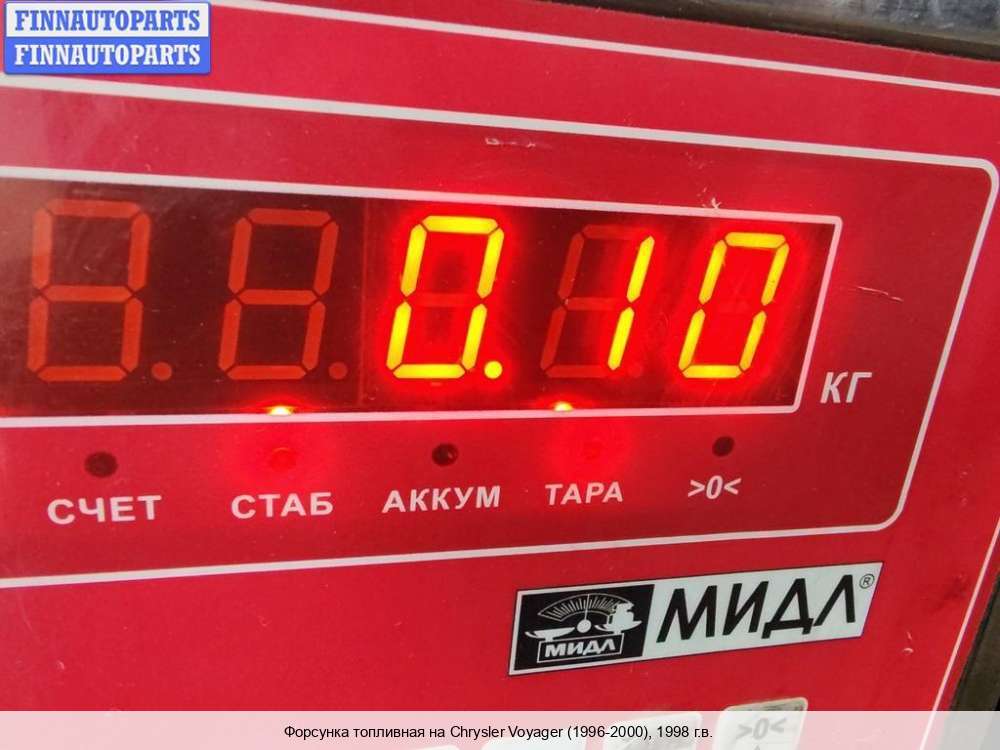 FINNAUTOPARTS
FINNAUTOPARTS
0.10
КГ
СЧЕТ СТАБ АККУМ ТАРА >0<
МИДЛ МИДЛ®
>0<
Форсунка топливная на Chrysler Voyager (1996-2000), 1998 г.в.